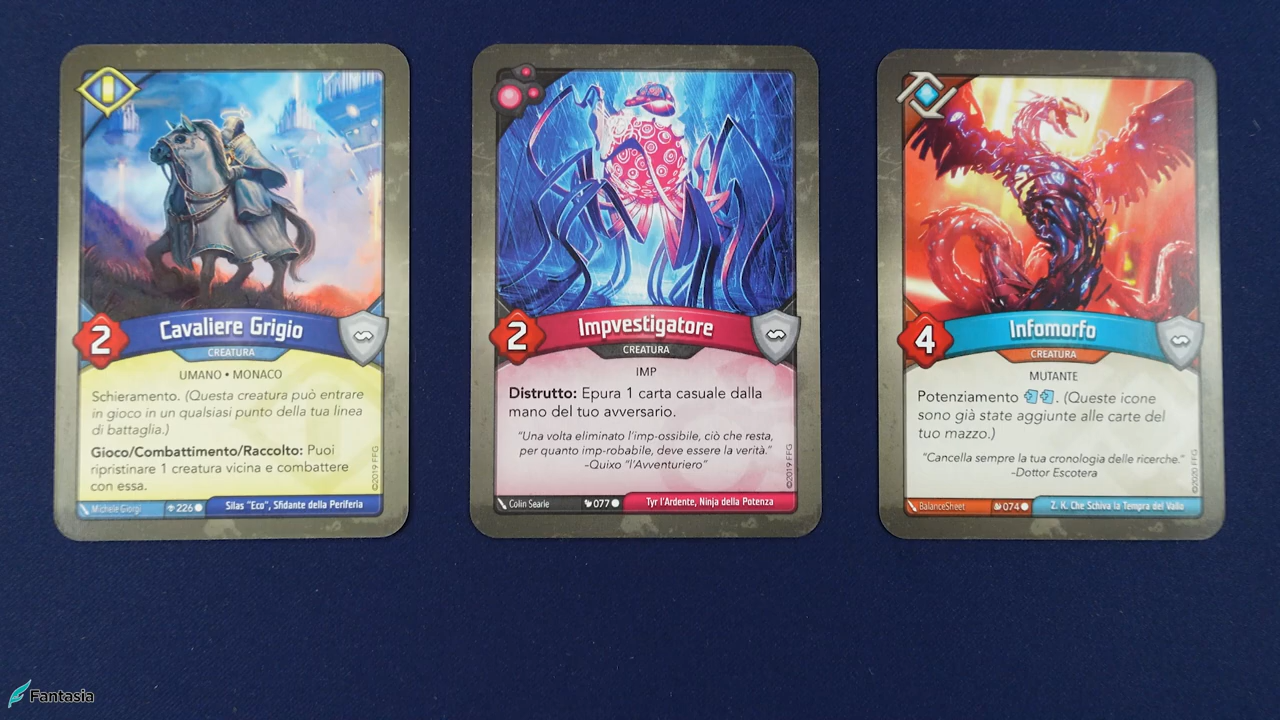 2
Cavaliere Grigio
CREATURA
UMANO • MONACO
Schieramento. (Questa creatura può entrare
in gioco in un qualsiasi punto della tua linea
di battaglia.)
Gioco/Combattimento/Raccolto: Puoi
ripristinare 1 creatura vicina e combattere
con essa.
©2019 FFG
Michele Giorgi
226
Silas "Eco", Sfidante della Periferia
2
Impvestigatore
CREATURA
IMP
Distrutto: Epura 1 carta casuale dalla
mano del tuo avversario.
"Una volta eliminato l'imp-ossibile, ciò che resta,
per quanto imp-robabile, deve essere la verità."
-Quixo "l'Avventuriero"
©2019 FFG
Colin Searle
077
Tyr l'Ardente, Ninja della Potenza
4
Infomorfo
CREATURA
MUTANTE
Potenziamento . (Queste icone
sono già state aggiunte alle carte del
tuo mazzo.)
"Cancella sempre la tua cronologia delle ricerche."
-Dottor Escotera
©2020 FFG
BalanceSheet
074
Z. K. Che Schiva la Tempra del Vallo
Fantasia